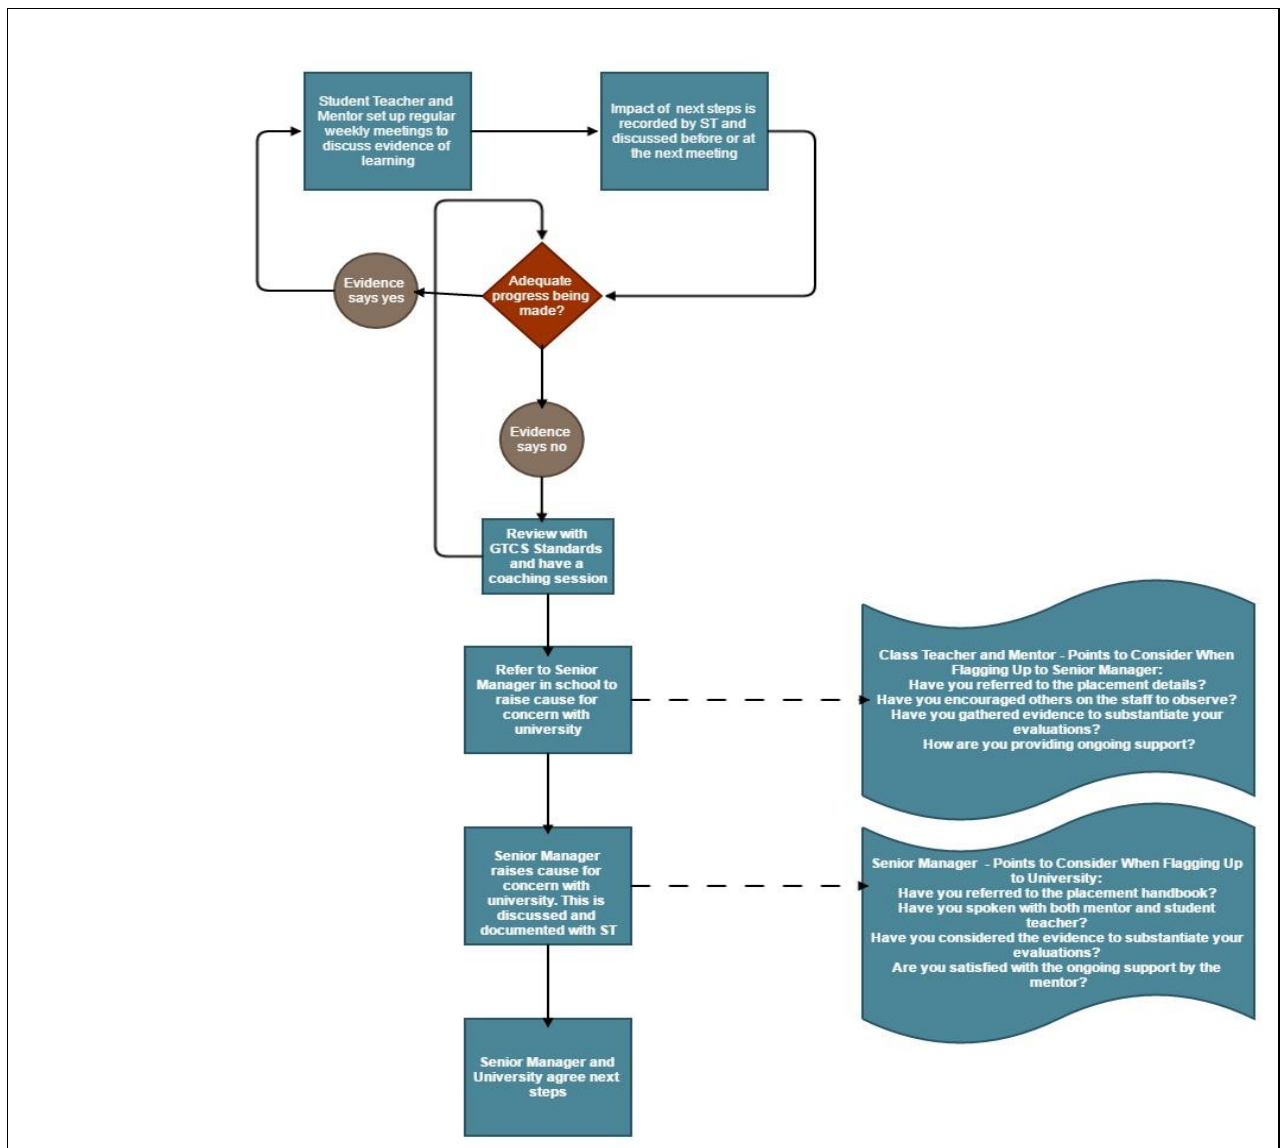 Student Teacher and
Mentor set up regular
weekly meetings to
discuss evidence of
learning
Impact of next steps is
recorded by ST and
discussed before or at
the next meeting
Evidence
says yes
Adequate
progress being
made?
Evidence
says no
Review with
GTCS Standards
and have a
coaching session
Refer to Senior
Manager in school to
raise cause for
concern with
university
Class Teacher and Mentor - Points to Consider When
Flagging Up to Senior Manager:
Have you referred to the placement details?
Have you encouraged others on the staff to observe?
Have you gathered evidence to substantiate your
evaluations?
How are you providing ongoing support?
Senior Manager
raises cause for
concern with
university. This is
discussed and
documented with ST
Senior Manager - Points to Consider When Flagging Up
to University:
Have you referred to the placement handbook?
Have you spoken with both mentor and student
teacher?
Have you considered the evidence to substantiate your
evaluations?
Are you satisfied with the ongoing support by the
mentor?
Senior Manager and
University agree next
steps